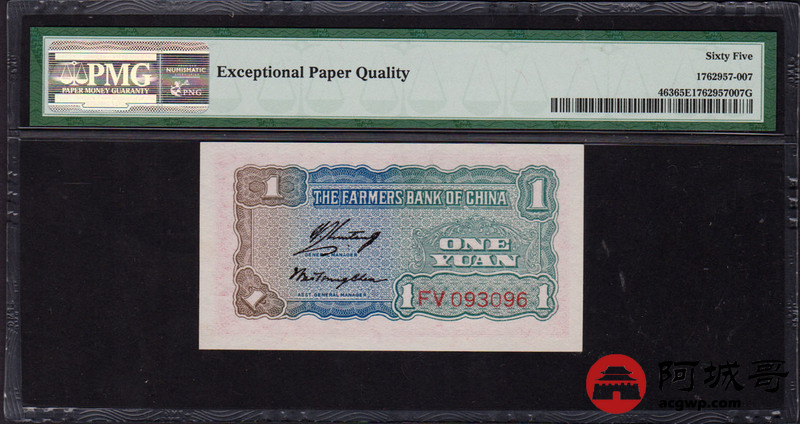 PMG
PAPER MONEY GUARANTY
NUMISMATIC
PNG
Exceptional Paper Quality
Sixty Five
1762957-007
46365E1762957007G
1
THE FARMERS BANK OF CHINA
1
GENERAL MANAGER
ONE
YUAN
ASST. GENERAL MANAGER
1
1
FV 093096
1
阿城哥
acgwp.com